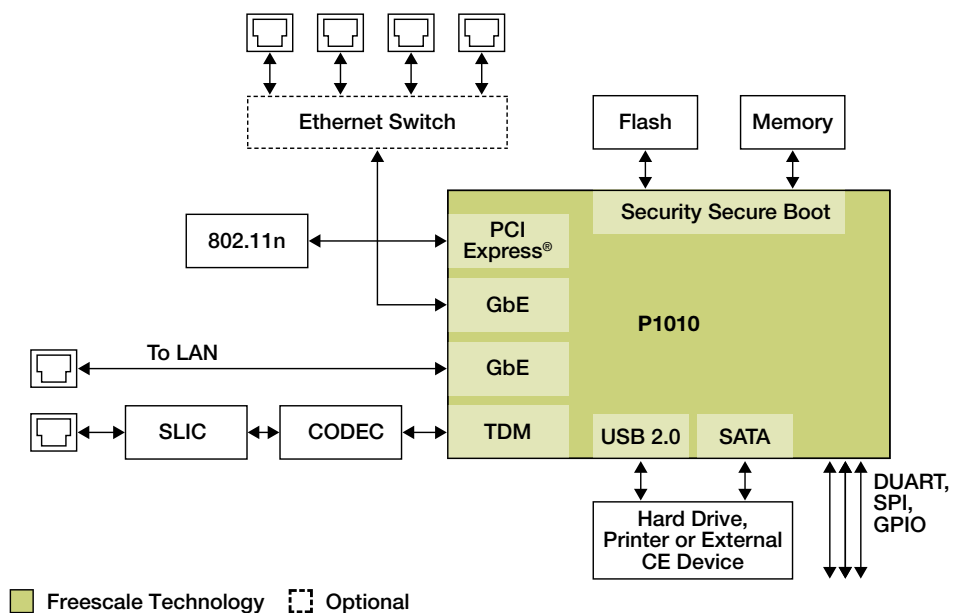 Ethernet Switch
Flash
Memory
Security Secure Boot
802.11n
PCI
Express®
GbE
P1010
To LAN
GbE
SLIC
CODEC
TDM
USB 2.0
SATA
DUART,
SPI,
GPIO
Hard Drive,
Printer or External
CE Device
Freescale Technology
Optional